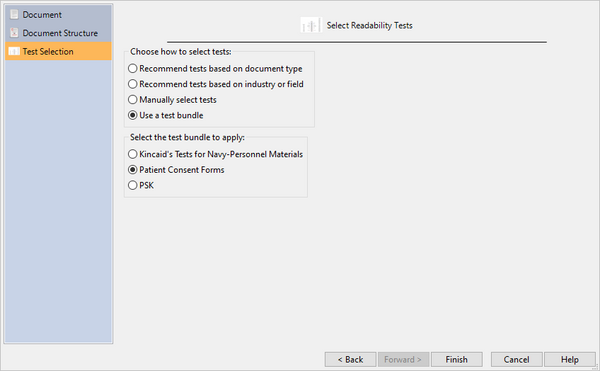 Document
Document Structure
Test Selection
Select Readability Tests
Choose how to select tests:
Recommend tests based on document type
Recommend tests based on industry or field
Manually select tests
Use a test bundle
Select the test bundle to apply:
Kincaid's Tests for Navy-Personnel Materials
Patient Consent Forms
PSK
< Back
Forward >
Finish
Cancel
Help